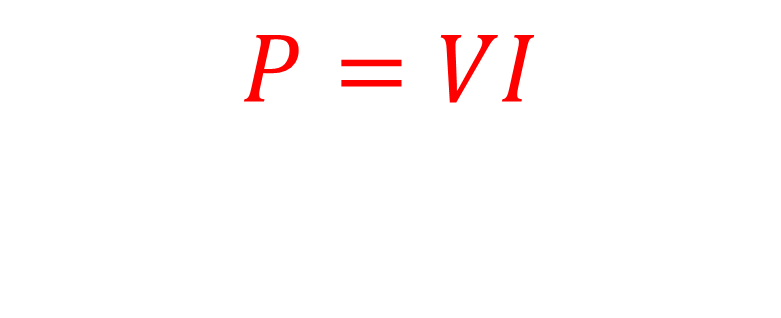 P = VI